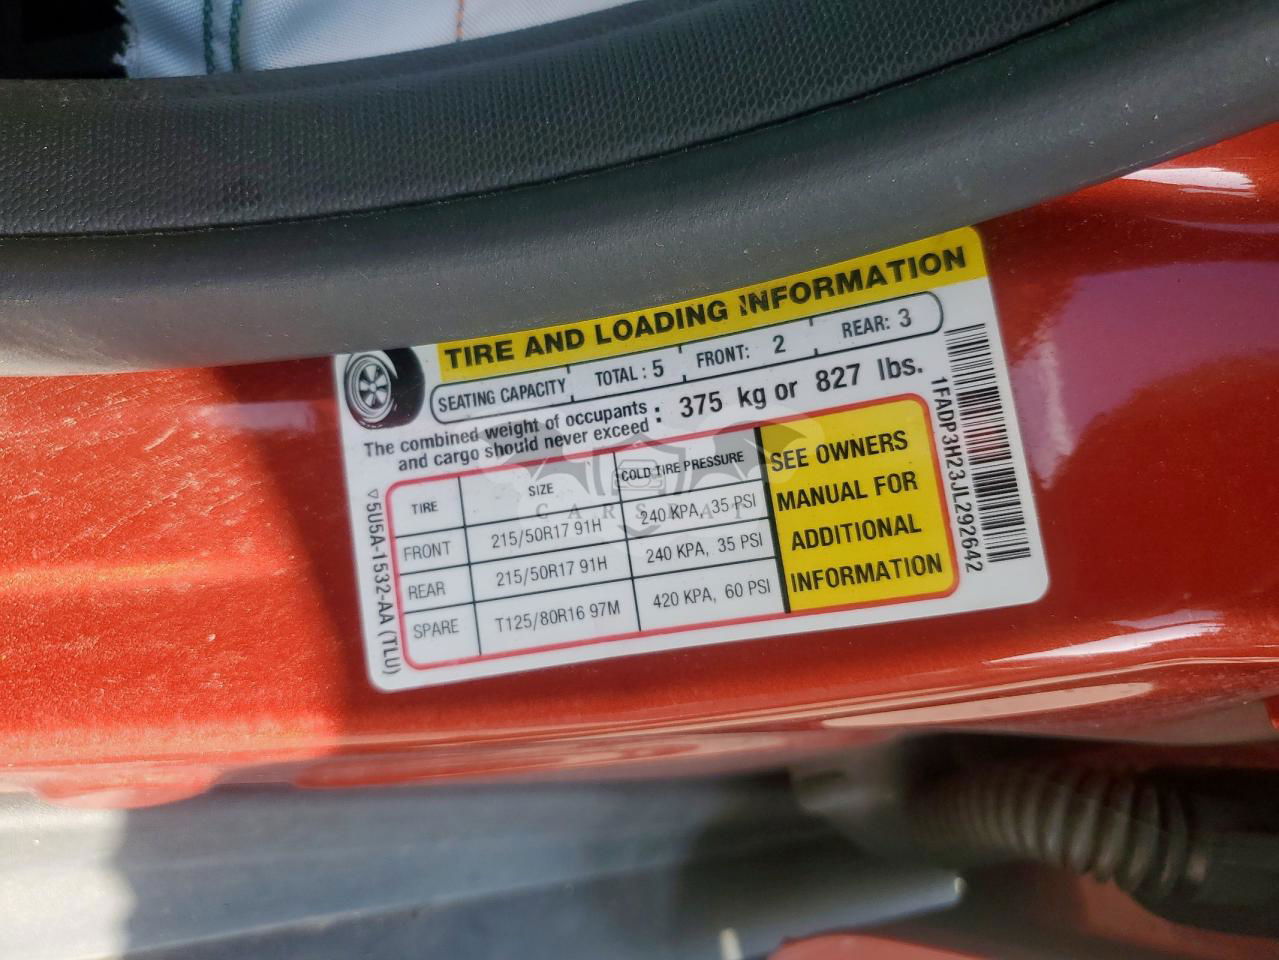 TIRE AND LOADING INFORMATION
SEATING CAPACITY TOTAL : 5 FRONT: 2 REAR: 3
The combined weight of occupants and cargo should never exceed : 375 kg or 827 lbs.
TIRE SIZE COLD TIRE PRESSURE
FRONT 215/50R17 91H 240 KPA, 35 PSI
REAR 215/50R17 91H 240 KPA, 35 PSI
SPARE T125/80R16 97M 420 KPA, 60 PSI
SEE OWNERS
MANUAL FOR
ADDITIONAL
INFORMATION
1FADP3H23JL292642
▽5U5A-1532-AA (TLU)